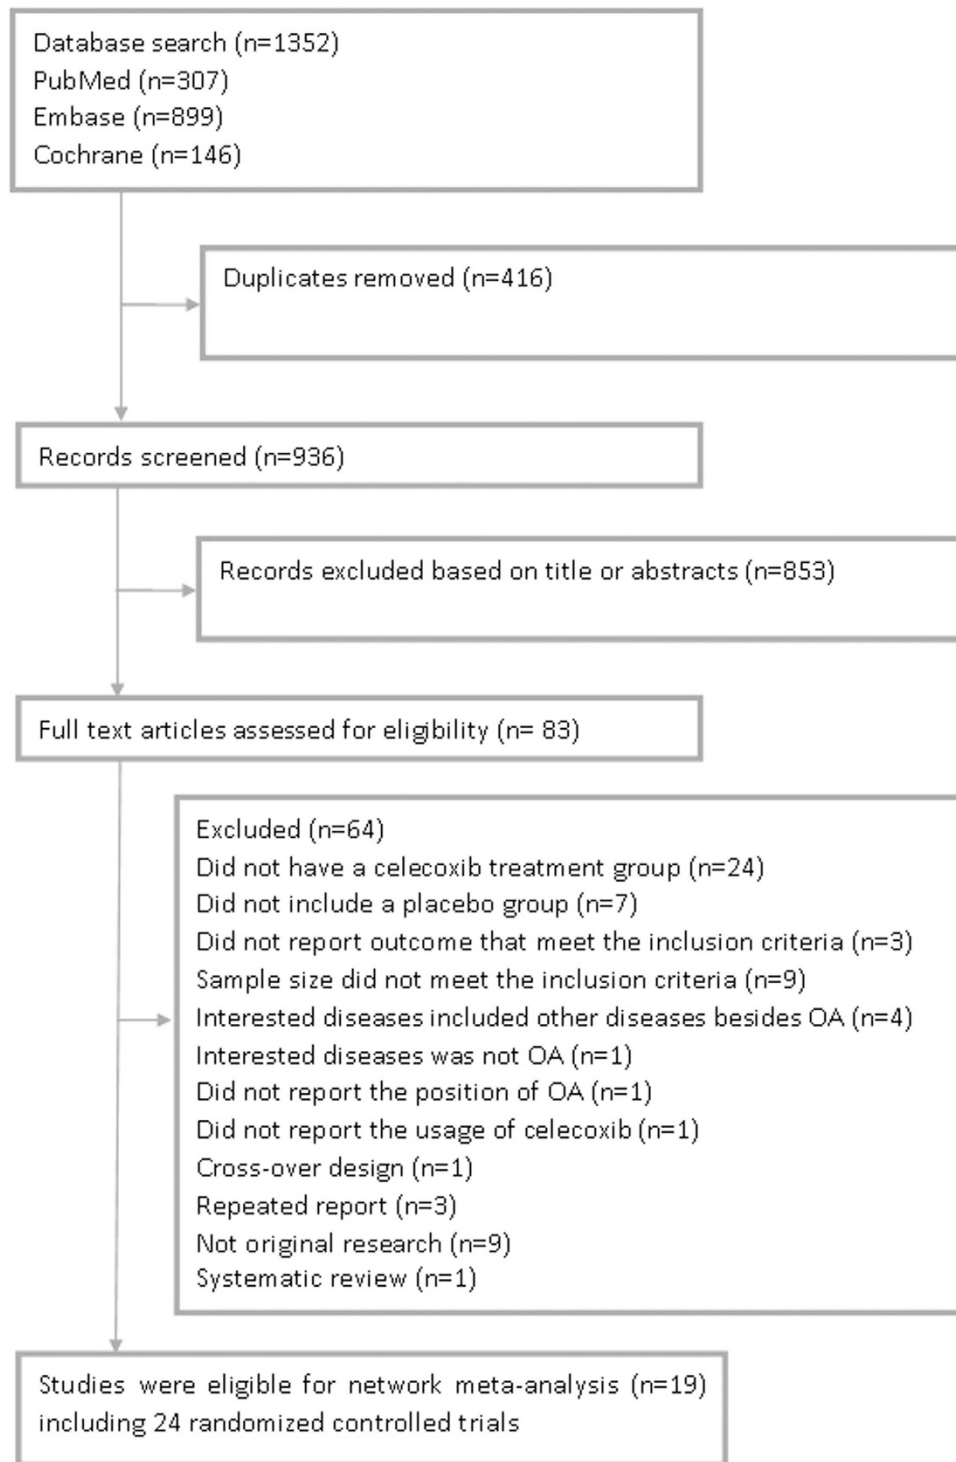 Database search (n=1352)
PubMed (n=307)
Embase (n=899)
Cochrane (n=146)
Duplicates removed (n=416)
Records screened (n=936)
Records excluded based on title or abstracts (n=853)
Full text articles assessed for eligibility (n= 83)
Excluded (n=64)
Did not have a celecoxib treatment group (n=24)
Did not include a placebo group (n=7)
Did not report outcome that meet the inclusion criteria (n=3)
Sample size did not meet the inclusion criteria (n=9)
Interested diseases included other diseases besides OA (n=4)
Interested diseases was not OA (n=1)
Did not report the position of OA (n=1)
Did not report the usage of celecoxib (n=1)
Cross-over design (n=1)
Repeated report (n=3)
Not original research (n=9)
Systematic review (n=1)
Studies were eligible for network meta-analysis (n=19)
including 24 randomized controlled trials